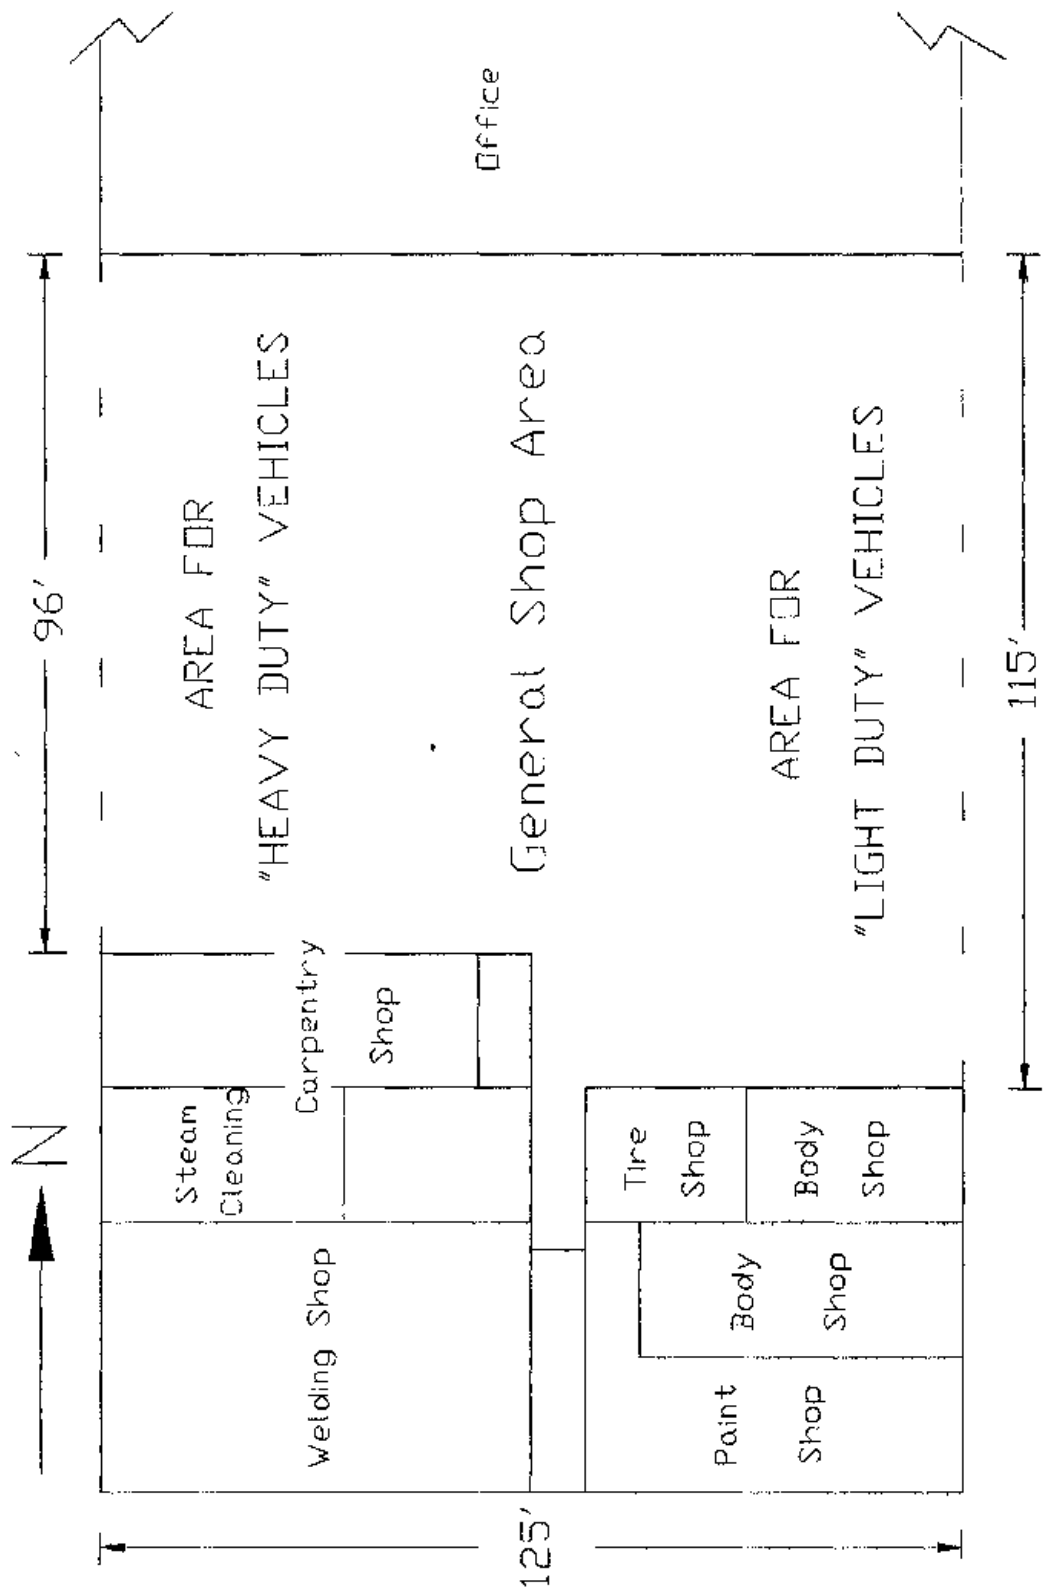 N
96'
115'
125'
Office
AREA FOR
"HEAVY DUTY" VEHICLES
General Shop Area
AREA FOR
"LIGHT DUTY" VEHICLES
Carpentry
Shop
Steam
Cleaning
Welding Shop
Tire
Shop
Body
Shop
Body
Shop
Paint
Shop